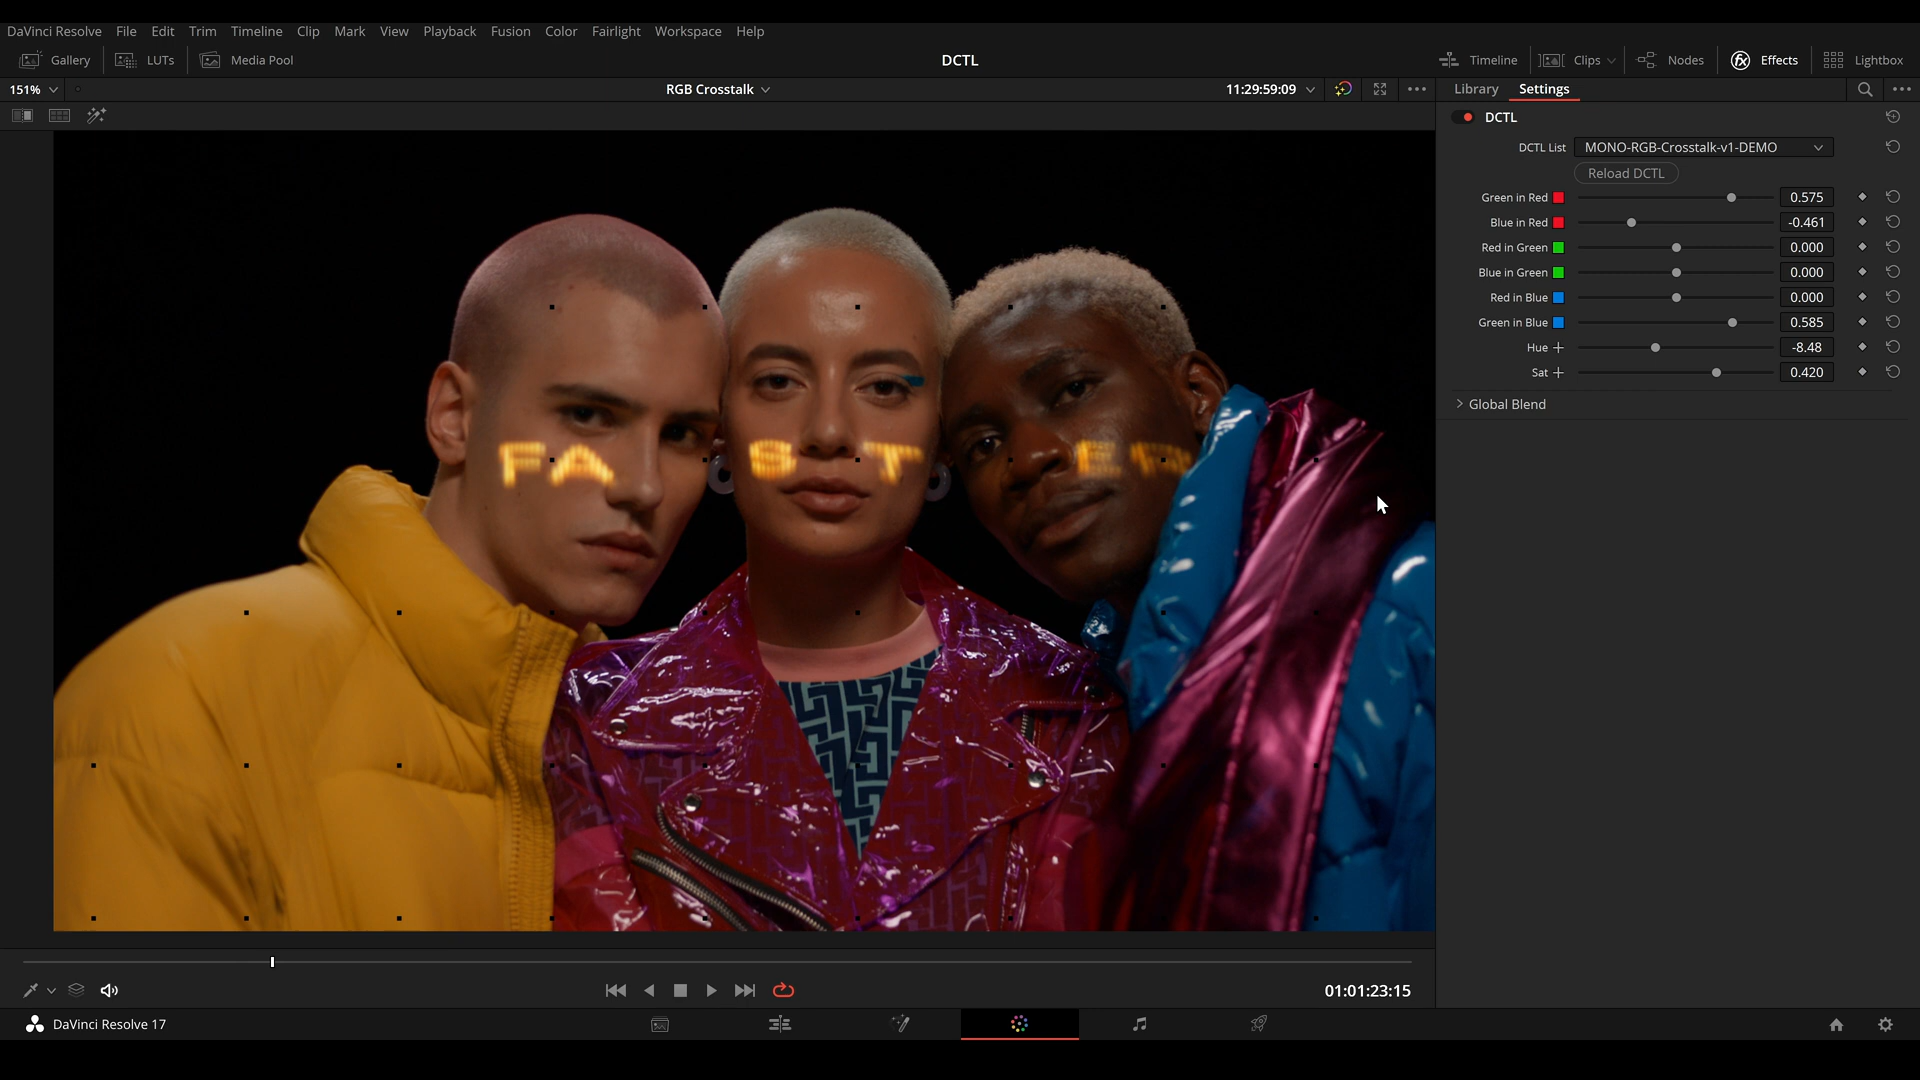 DaVinci Resolve File Edit Trim Timeline Clip Mark View Playback Fusion Color Fairlight Workspace Help
Gallery LUTs Media Pool DCTL Timeline Clips Nodes Effects Lightbox
151% RGB Crosstalk 11:29:59:09 Library Settings
DCTL
DCTL List MONO-RGB-Crosstalk-v1-DEMO
Reload DCTL
Green in Red 0.575
Blue in Red -0.461
Red in Green 0.000
Blue in Green 0.000
Red in Blue 0.000
Green in Blue 0.585
Hue -8.48
Sat 0.420
Global Blend
FA S T ER
01:01:23:15
DaVinci Resolve 17